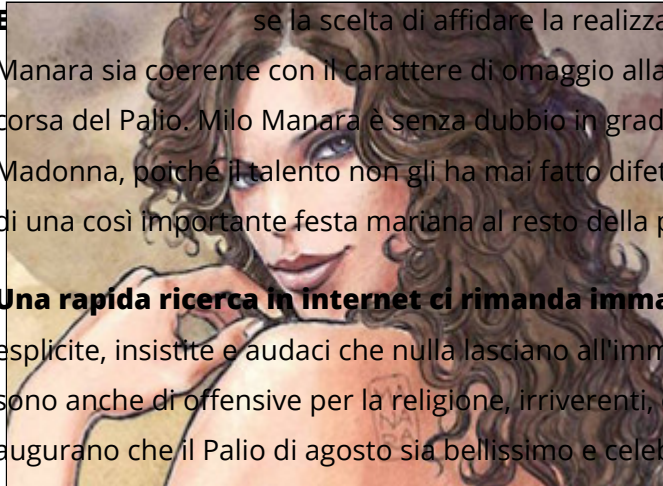 E se la scelta di affidare la realizza
Manara sia coerente con il carattere di omaggio alla
corsa del Palio. Milo Manara è senza dubbio in grad
Madonna, poiché il talento non gli ha mai fatto difet
di una così importante festa mariana al resto della p
Una rapida ricerca in internet ci rimanda imma
esplicite, insistite e audaci che nulla lasciano all'imm
sono anche di offensive per la religione, irriverenti,
augurano che il Palio di agosto sia bellissimo e celeb